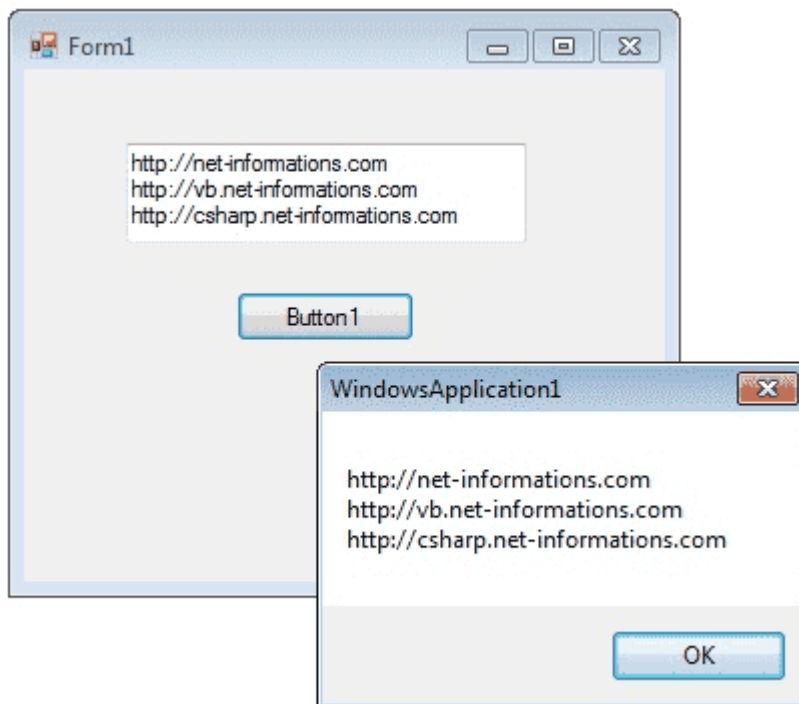 Form1
http://net-informations.com
http://vb.net-informations.com
http://csharp.net-informations.com
Button1
WindowsApplication1
http://net-informations.com
http://vb.net-informations.com
http://csharp.net-informations.com
OK